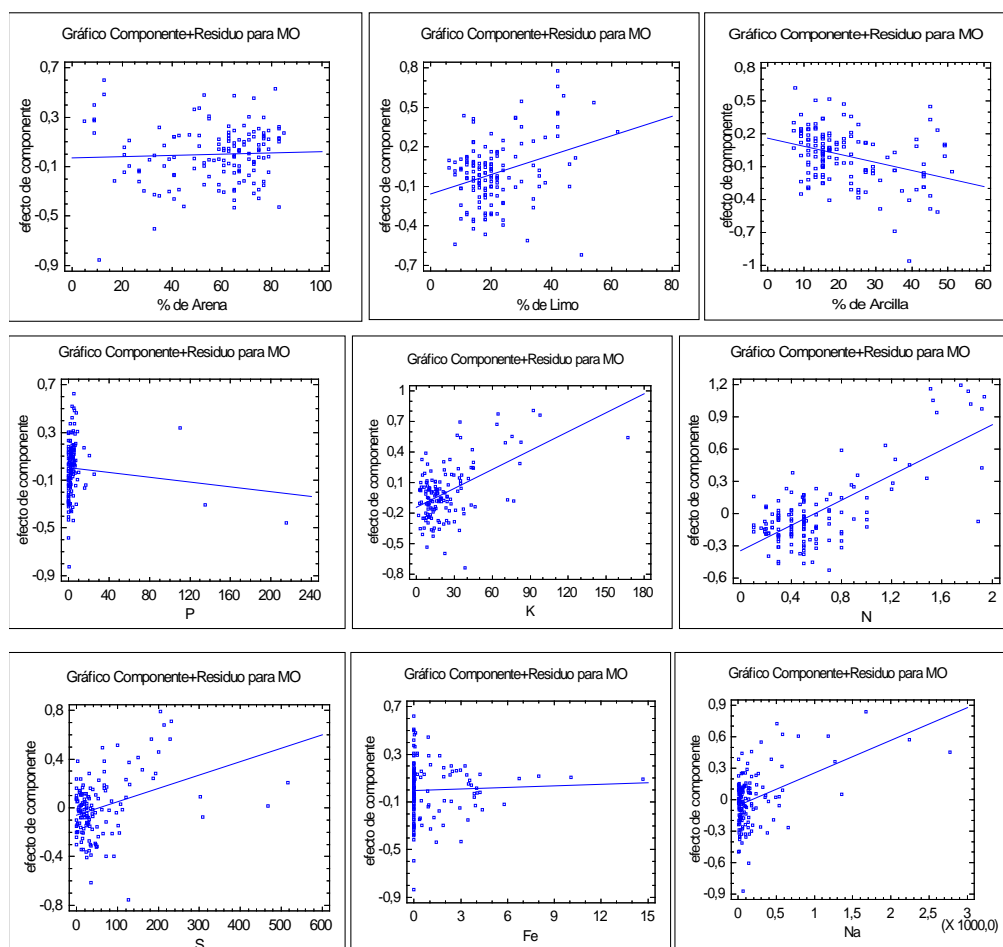 Gráfico Componente+Residuo para MO
efecto de componente
0,7
0,3
-0,1
-0,5
-0,9
0 20 40 60 80 100
% de Arena
Gráfico Componente+Residuo para MO
efecto de componente
0,8
0,5
0,2
-0,1
-0,4
-0,7
0 20 40 60 80
% de Limo
Gráfico Componente+Residuo para MO
efecto de componente
0,8
0,5
0,2
-0,1
-0,4
-0,7
-1
0 10 20 30 40 50 60
% de Arcilla
Gráfico Componente+Residuo para MO
efecto de componente
0,7
0,3
-0,1
-0,5
-0,9
0 40 80 120 160 200 240
P
Gráfico Componente+Residuo para MO
efecto de componente
1
0,7
0,4
0,1
-0,2
-0,5
-0,8
0 30 60 90 120 150 180
K
Gráfico Componente+Residuo para MO
efecto de componente
1,2
0,9
0,6
0,3
0
-0,3
-0,6
0 0,4 0,8 1,2 1,6 2
N
Gráfico Componente+Residuo para MO
efecto de componente
0,8
0,4
0
-0,4
-0,8
0 100 200 300 400 500 600
S
Gráfico Componente+Residuo para MO
efecto de componente
0,7
0,3
-0,1
-0,5
-0,9
0 3 6 9 12 15
Fe
Gráfico Componente+Residuo para MO
efecto de componente
0,9
0,6
0,3
0
-0,3
-0,6
-0,9
0 0,5 1 1,5 2 2,5 3
Na (X 1000,0)